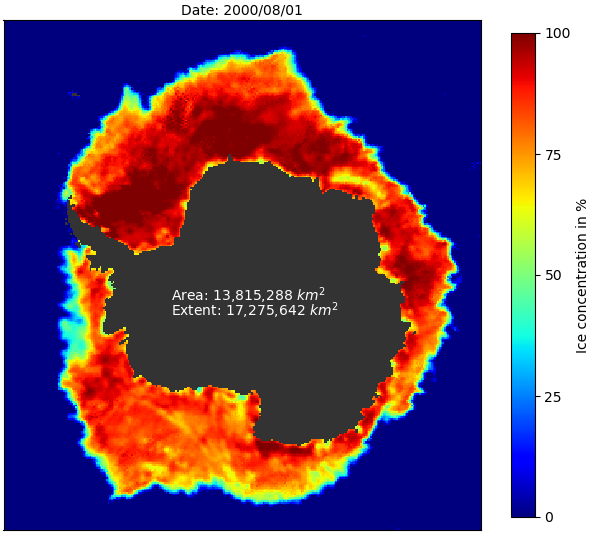 Date: 2000/08/01
Area: 13,815,288 km²
Extent: 17,275,642 km²
100
75
50
25
0
Ice concentration in %